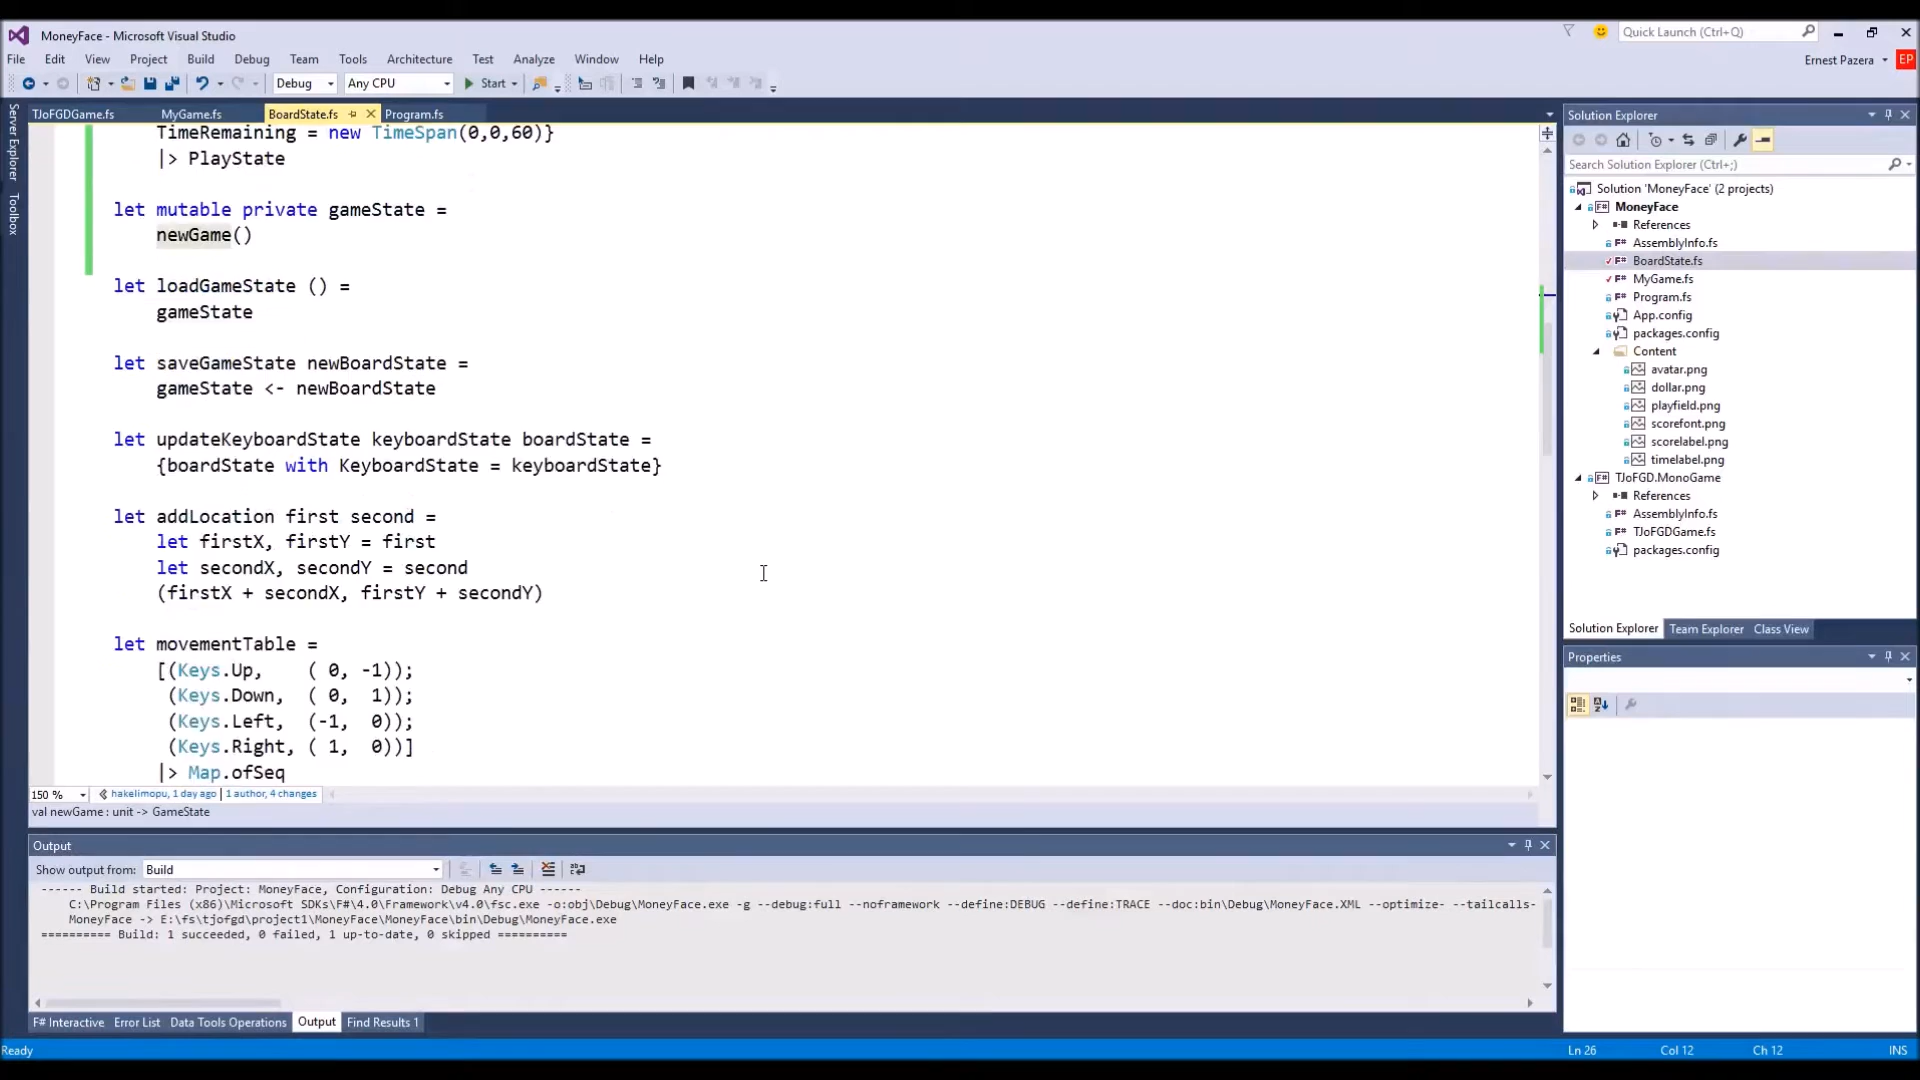 MoneyFace - Microsoft Visual Studio
Quick Launch (Ctrl+Q)
File Edit View Project Build Debug Team Tools Architecture Test Analyze Window Help
Ernest Pazera EP
Debug Any CPU Start
TJoFGDGame.fs MyGame.fs BoardState.fs Program.fs
Server Explorer
Toolbox
TimeRemaining = new TimeSpan(0,0,60)}
|> PlayState
let mutable private gameState =
newGame()
let loadGameState () =
gameState
let saveGameState newBoardState =
gameState <- newBoardState
let updateKeyboardState keyboardState boardState =
{boardState with KeyboardState = keyboardState}
let addLocation first second =
let firstX, firstY = first
let secondX, secondY = second
(firstX + secondX, firstY + secondY)
let movementTable =
[(Keys.Up, ( 0, -1));
(Keys.Down, ( 0, 1));
(Keys.Left, (-1, 0));
(Keys.Right, ( 1, 0))]
|> Map.ofSeq
150 % hakelimopu, 1 day ago | 1 author, 4 changes
val newGame : unit -> GameState
Output
Show output from: Build
------ Build started: Project: MoneyFace, Configuration: Debug Any CPU ------
C:\Program Files (x86)\Microsoft SDKs\F#\4.0\Framework\v4.0\fsc.exe -o:obj\Debug\MoneyFace.exe -g --debug:full --noframework --define:DEBUG --define:TRACE --doc:bin\Debug\MoneyFace.XML --optimize- --tailcalls-
MoneyFace -> E:\fs\tjofgd\project1\MoneyFace\MoneyFace\bin\Debug\MoneyFace.exe
========== Build: 1 succeeded, 0 failed, 1 up-to-date, 0 skipped ==========
F# Interactive Error List Data Tools Operations Output Find Results 1
Solution Explorer
Search Solution Explorer (Ctrl+;)
Solution 'MoneyFace' (2 projects)
F# MoneyFace
References
F# AssemblyInfo.fs
F# BoardState.fs
F# MyGame.fs
F# Program.fs
App.config
packages.config
Content
avatar.png
dollar.png
playfield.png
scorefont.png
scorelabel.png
timelabel.png
F# TJoFGD.MonoGame
References
F# AssemblyInfo.fs
F# TJoFGDGame.fs
packages.config
Solution Explorer Team Explorer Class View
Properties
Ready Ln 26 Col 12 Ch 12 INS